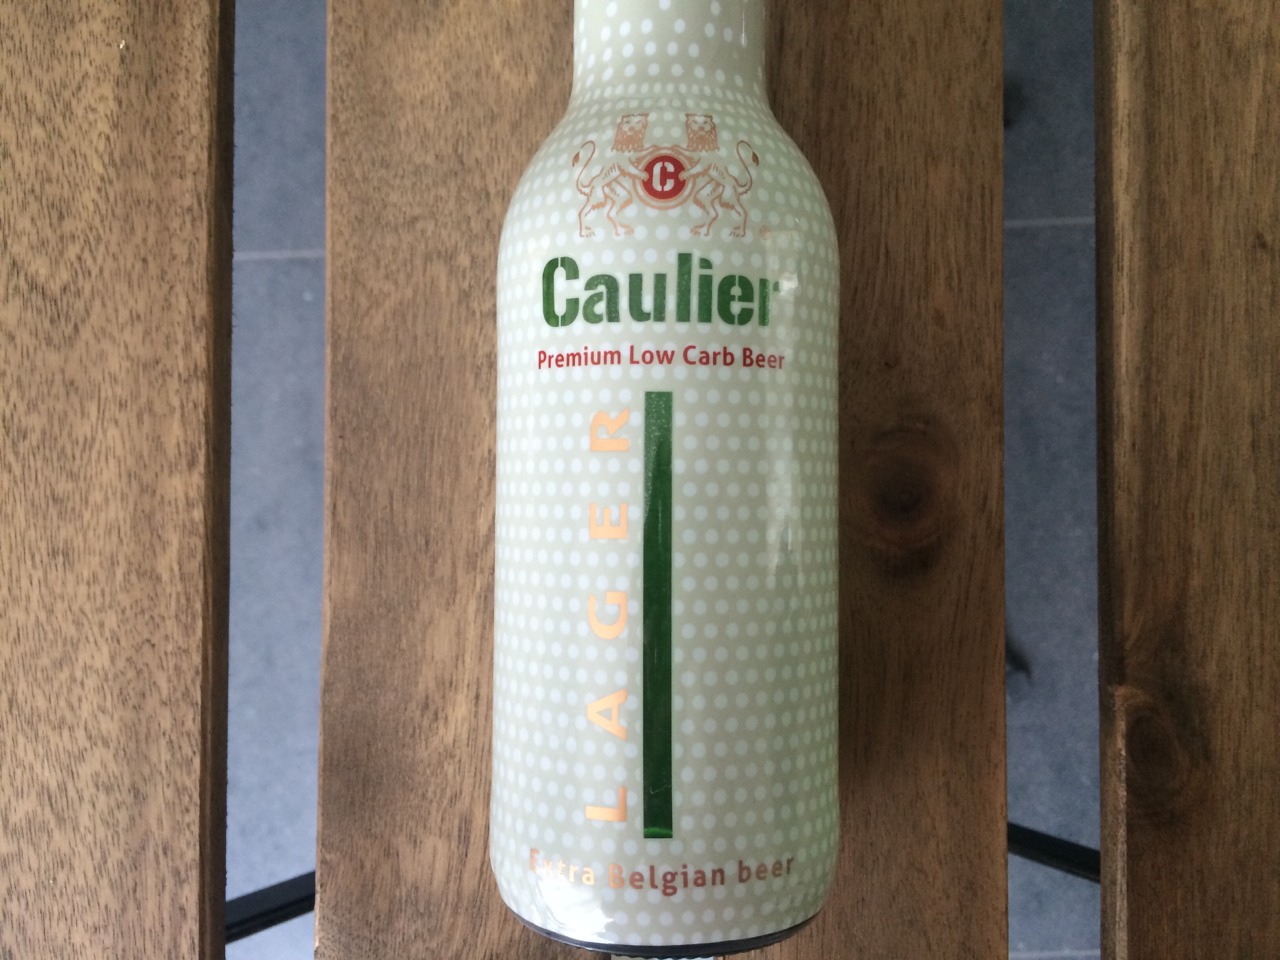 C
Caulier
Premium Low Carb Beer
LAGER
Extra Belgian beer